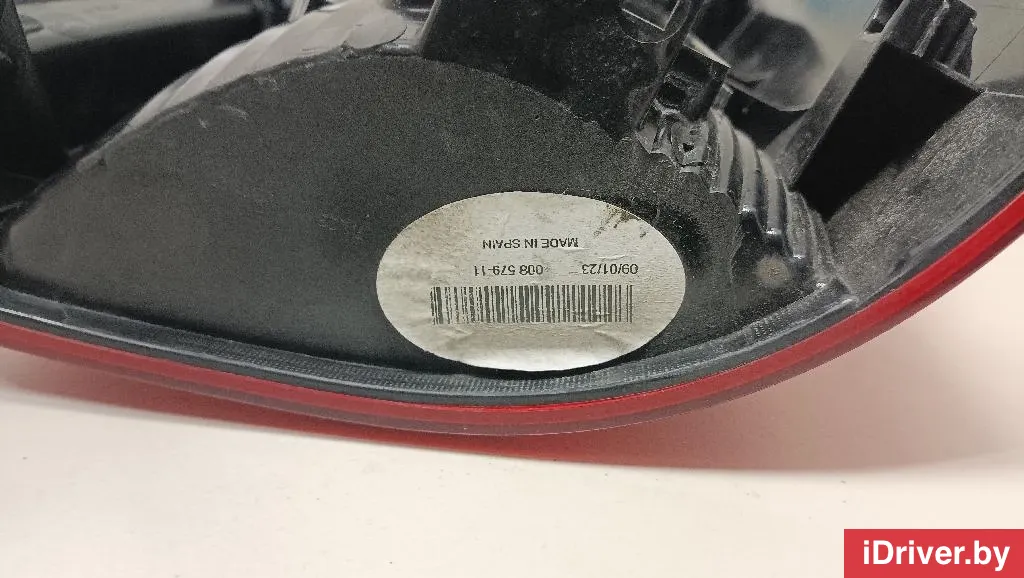 09/01/23 008 579-11
MADE IN SPAIN
iDriver.by